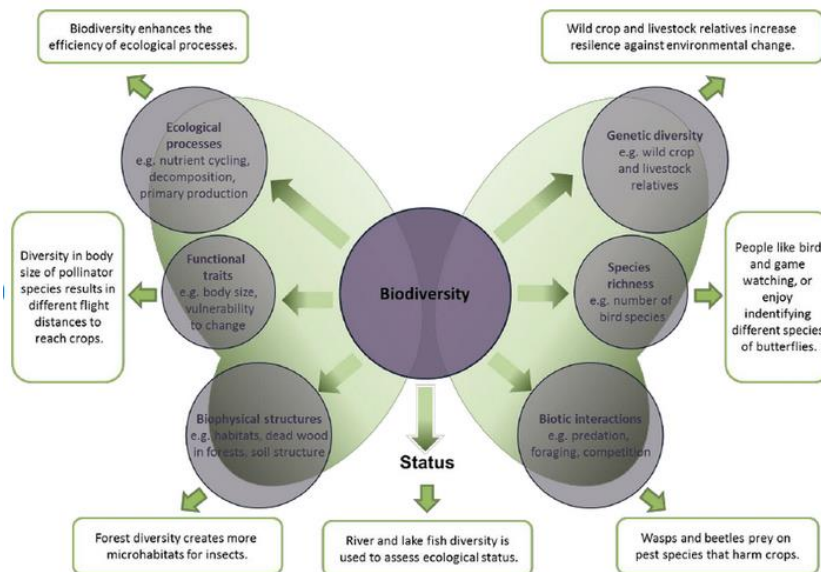 Biodiversity enhances the
efficiency of ecological processes.
Wild crop and livestock relatives increase
resilence against environmental change.
Ecological
processes
e.g. nutrient cycling,
decomposition,
primary production
Genetic diversity
e.g. wild crop
and livestock
relatives
Diversity in body
size of pollinator
species results in
different flight
distances to
reach crops.
Functional
traits
e.g. body size,
vulnerability
to change
Biodiversity
Species
richness
e.g. number of
bird species
People like bird
and game
watching, or
enjoy
indentifying
different species
of butterflies.
Biophysical structures
e.g. habitats, dead wood
in forests, soil structure
Status
Biotic interactions
e.g. predation,
foraging, competition
Forest diversity creates more
microhabitats for insects.
River and lake fish diversity is
used to assess ecological status.
Wasps and beetles prey on
pest species that harm crops.